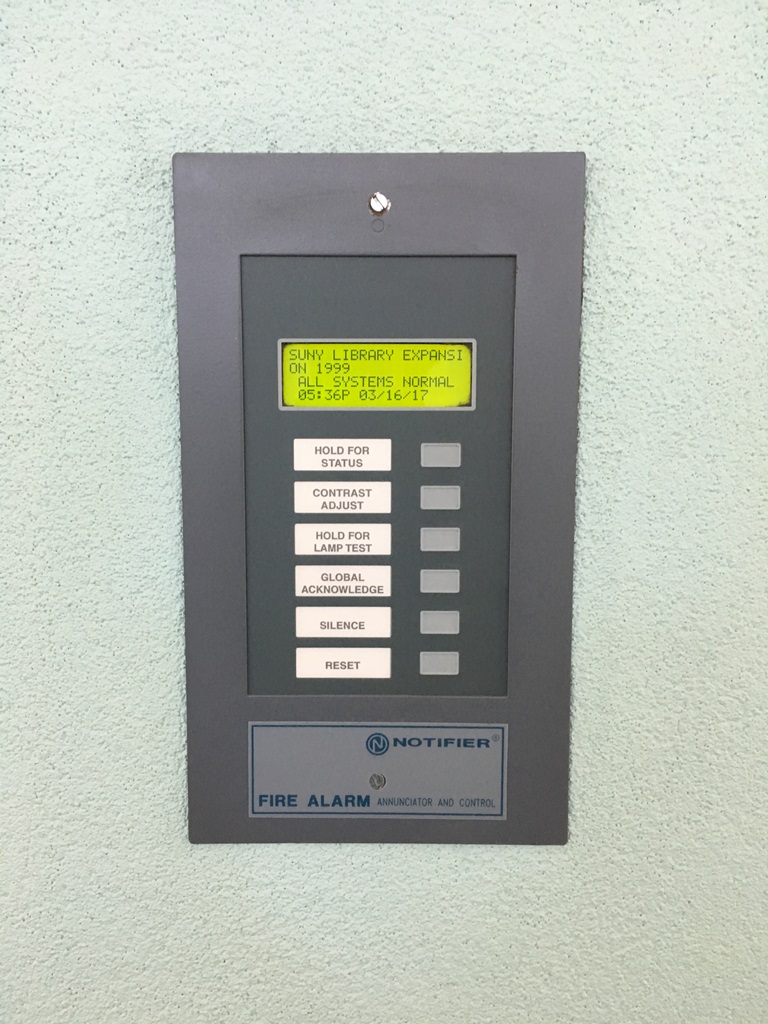 SUNY LIBRARY EXPANSI
ON 1999
ALL SYSTEMS NORMAL
05:36P 03/16/17
HOLD FOR
STATUS
CONTRAST
ADJUST
HOLD FOR
LAMP TEST
GLOBAL
ACKNOWLEDGE
SILENCE
RESET
N NOTIFIER®
FIRE ALARM ANNUNCIATOR AND CONTROL